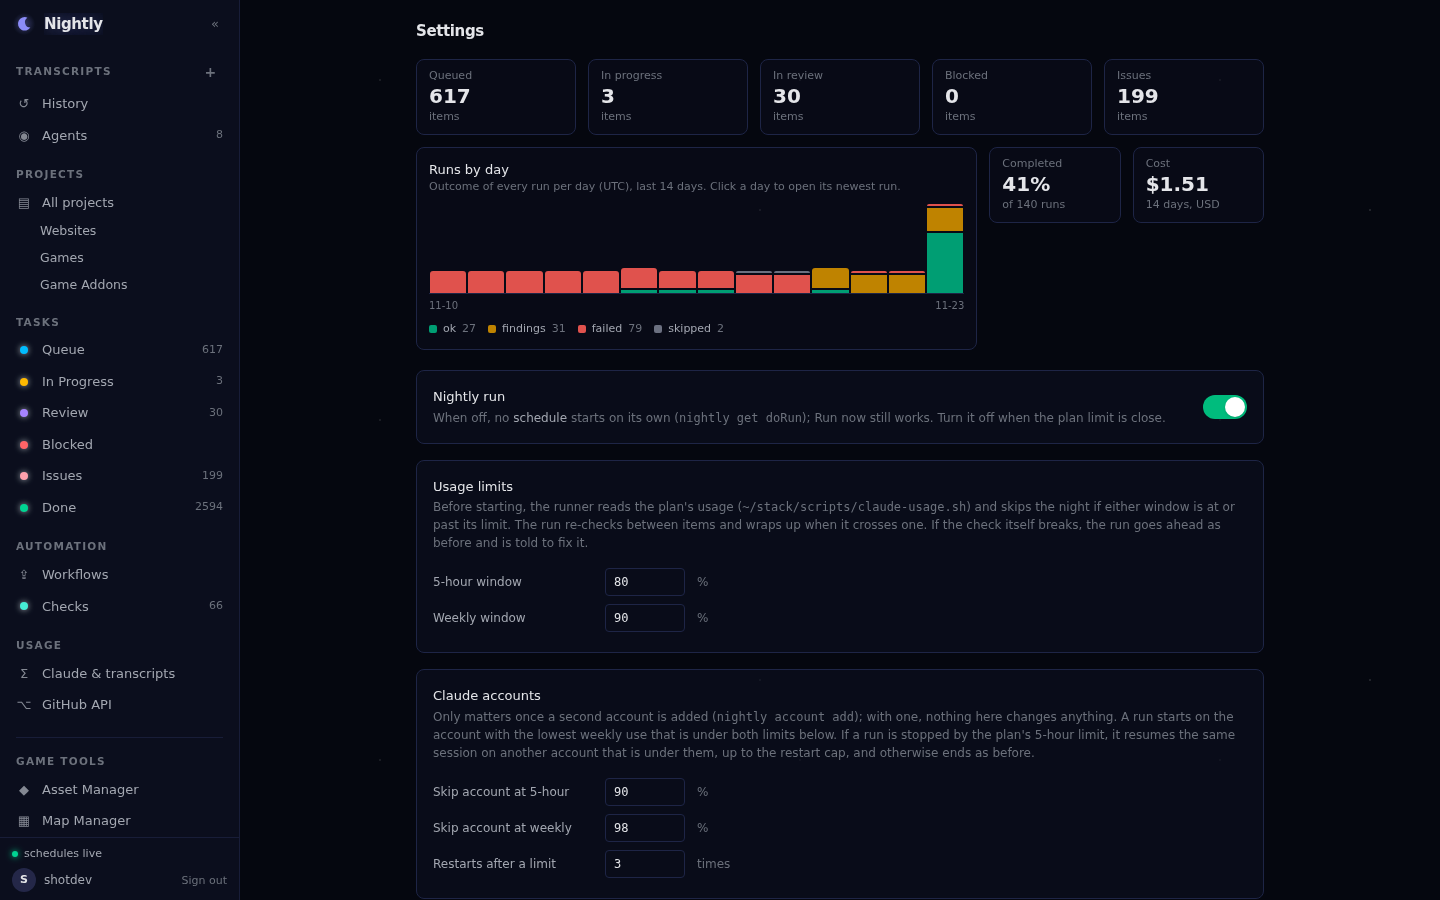 Nightly
«
TRANSCRIPTS
+
History
Agents 8
PROJECTS
All projects
Websites
Games
Game Addons
TASKS
Queue 617
In Progress 3
Review 30
Blocked
Issues 199
Done 2594
AUTOMATION
Workflows
Checks 66
USAGE
Σ Claude & transcripts
GitHub API
GAME TOOLS
Asset Manager
Map Manager
schedules live
S shotdev Sign out
Settings
Queued
617
items
In progress
3
items
In review
30
items
Blocked
0
items
Issues
199
items
Runs by day
Outcome of every run per day (UTC), last 14 days. Click a day to open its newest run.
11-10 11-23
ok 27 findings 31 failed 79 skipped 2
Completed
41%
of 140 runs
Cost
$1.51
14 days, USD
Nightly run
When off, no schedule starts on its own (nightly get doRun); Run now still works. Turn it off when the plan limit is close.
Usage limits
Before starting, the runner reads the plan's usage (~/stack/scripts/claude-usage.sh) and skips the night if either window is at or
past its limit. The run re-checks between items and wraps up when it crosses one. If the check itself breaks, the run goes ahead as
before and is told to fix it.
5-hour window 80 %
Weekly window 90 %
Claude accounts
Only matters once a second account is added (nightly account add); with one, nothing here changes anything. A run starts on the
account with the lowest weekly use that is under both limits below. If a run is stopped by the plan's 5-hour limit, it resumes the same
session on another account that is under them, up to the restart cap, and otherwise ends as before.
Skip account at 5-hour 90 %
Skip account at weekly 98 %
Restarts after a limit 3 times